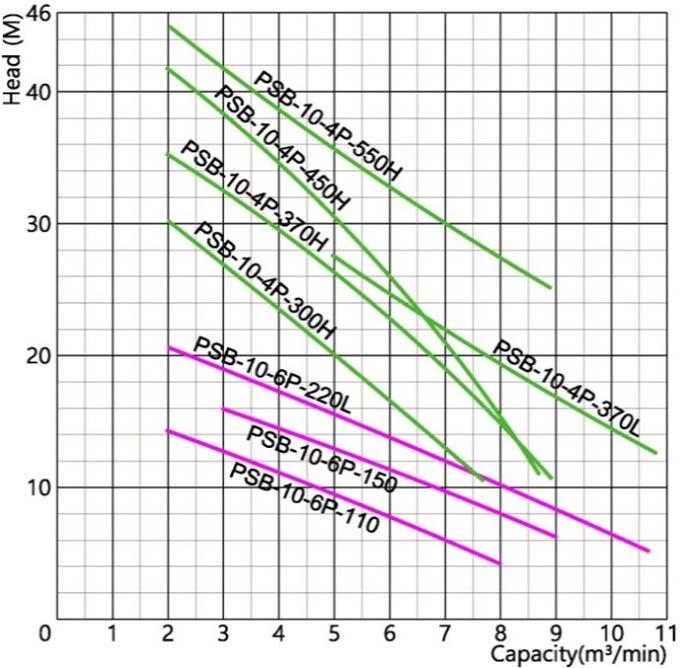 46
Head (M)
40
PSB-10-4P-550H
PSB-10-4P-450H
PSB-10-4P-370H
30
PSB-10-4P-300H
20
PSB-10-6P-220L
PSB-10-4P-370L
PSB-10-6P-150
10
PSB-10-6P-110
0 1 2 3 4 5 6 7 8 9 10 11
Capacity(m³/min)